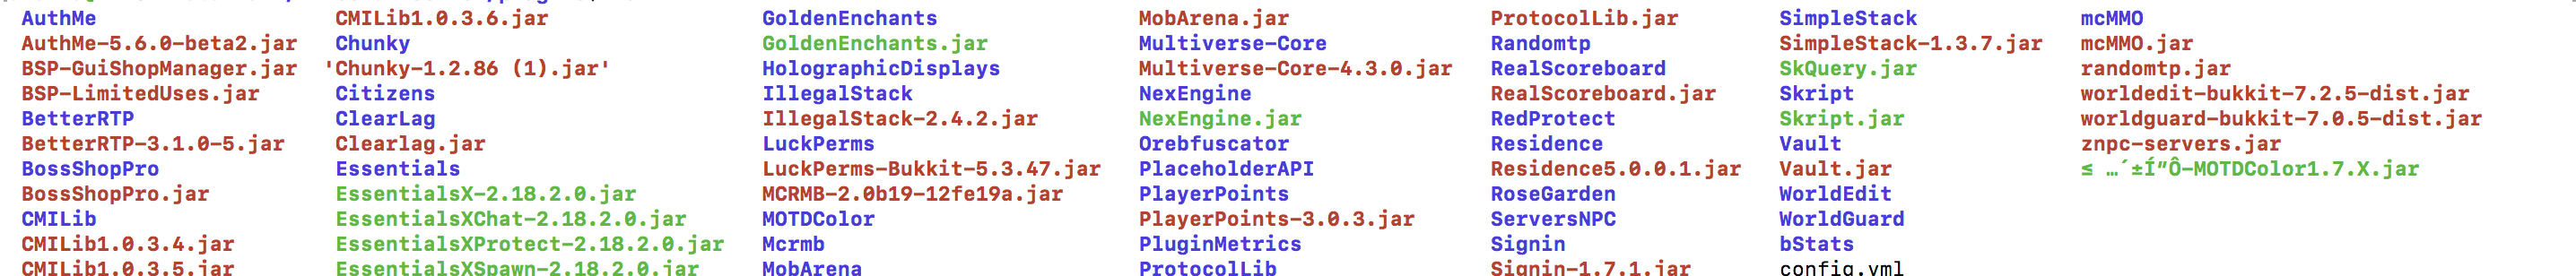 AuthMe CMILib1.0.3.6.jar GoldenEnchants MobArena.jar ProtocolLib.jar SimpleStack mcMMO
AuthMe-5.6.0-beta2.jar Chunky GoldenEnchants.jar Multiverse-Core Randomtp SimpleStack-1.3.7.jar mcMMO.jar
BSP-GuiShopManager.jar 'Chunky-1.2.86 (1).jar' HolographicDisplays Multiverse-Core-4.3.0.jar RealScoreboard SkQuery.jar randomtp.jar
BSP-LimitedUses.jar Citizens IllegalStack NexEngine RealScoreboard.jar Skript worldedit-bukkit-7.2.5-dist.jar
BetterRTP ClearLag IllegalStack-2.4.2.jar NexEngine.jar RedProtect Skript.jar worldguard-bukkit-7.0.5-dist.jar
BetterRTP-3.1.0-5.jar Clearlag.jar LuckPerms Orebfuscator Residence Vault znpc-servers.jar
BossShopPro Essentials LuckPerms-Bukkit-5.3.47.jar PlaceholderAPI Residence5.0.0.1.jar Vault.jar ≤ …´±Í”Ô-MOTDColor1.7.X.jar
BossShopPro.jar EssentialsX-2.18.2.0.jar MCRMB-2.0b19-12fe19a.jar PlayerPoints RoseGarden WorldEdit
CMILib EssentialsXChat-2.18.2.0.jar MOTDColor PlayerPoints-3.0.3.jar ServersNPC WorldGuard
CMILib1.0.3.4.jar EssentialsXProtect-2.18.2.0.jar Mcrmb PluginMetrics Signin bStats
CMILib1.0.3.5.jar EssentialsXSpawn-2.18.2.0.jar MobArena ProtocolLib Signin-1.7.1.jar config.yml